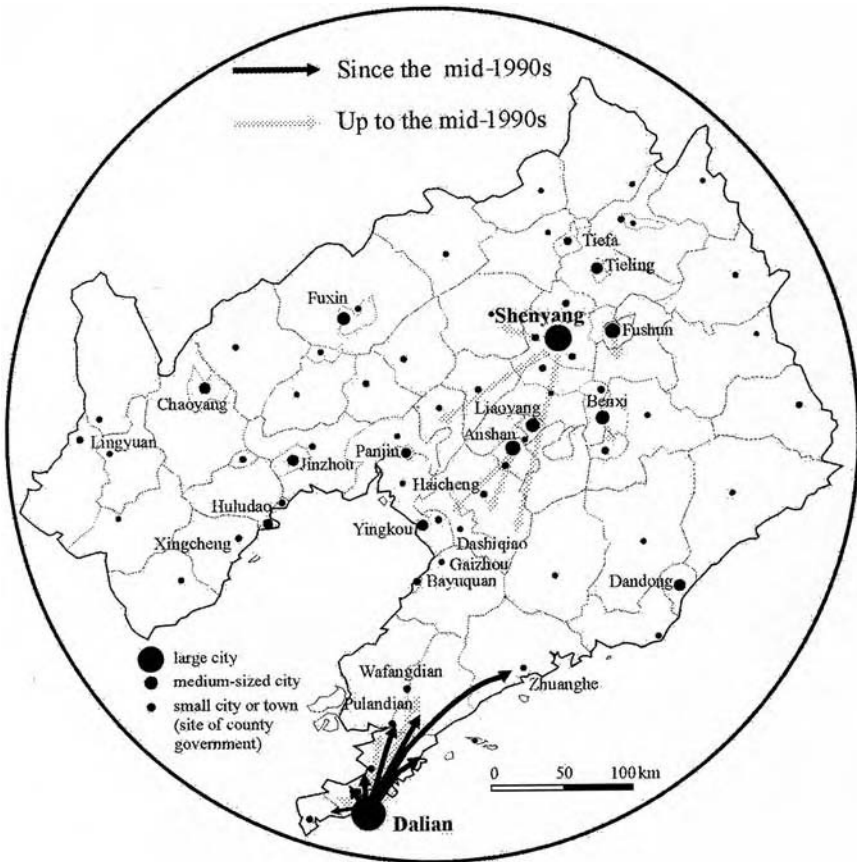 Since the mid-1990s
Up to the mid-1990s
Tiefa
Tieling
Fuxin
Shenyang
Fushun
Chaoyang
Liaoyang
Benxi
Anshan
Lingyuan
Panjin
Jinzhou
Haicheng
Huludao
Yingkou
Xingcheng
Dashiqiao
Gaizhou
Bayuquan
Dandong
large city
medium-sized city
small city or town
(site of county
government)
Wafangdian
Pulandian
Zhuanghe
0 50 100 km
Dalian